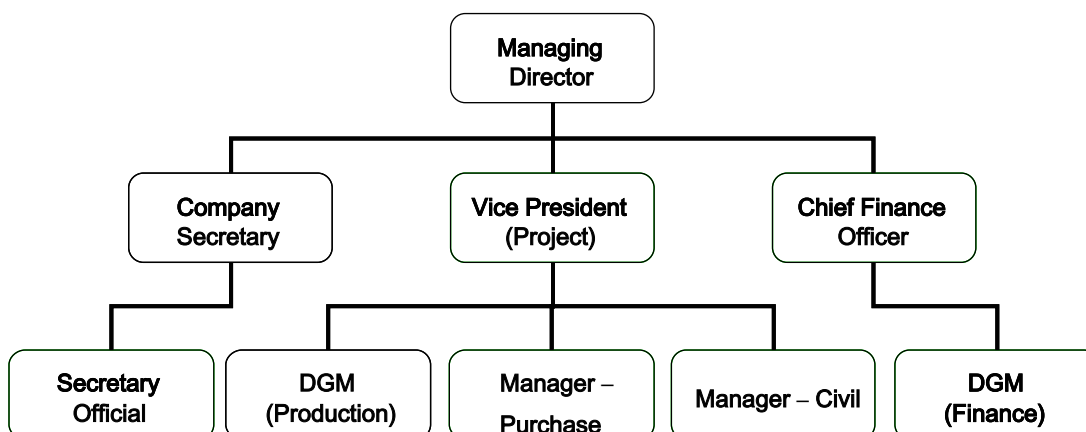 Managing
Director
Company
Secretary
Vice President
(Project)
Chief Finance
Officer
Secretary
Official
DGM
(Production)
Manager –
Purchase
Manager – Civil
DGM
(Finance)